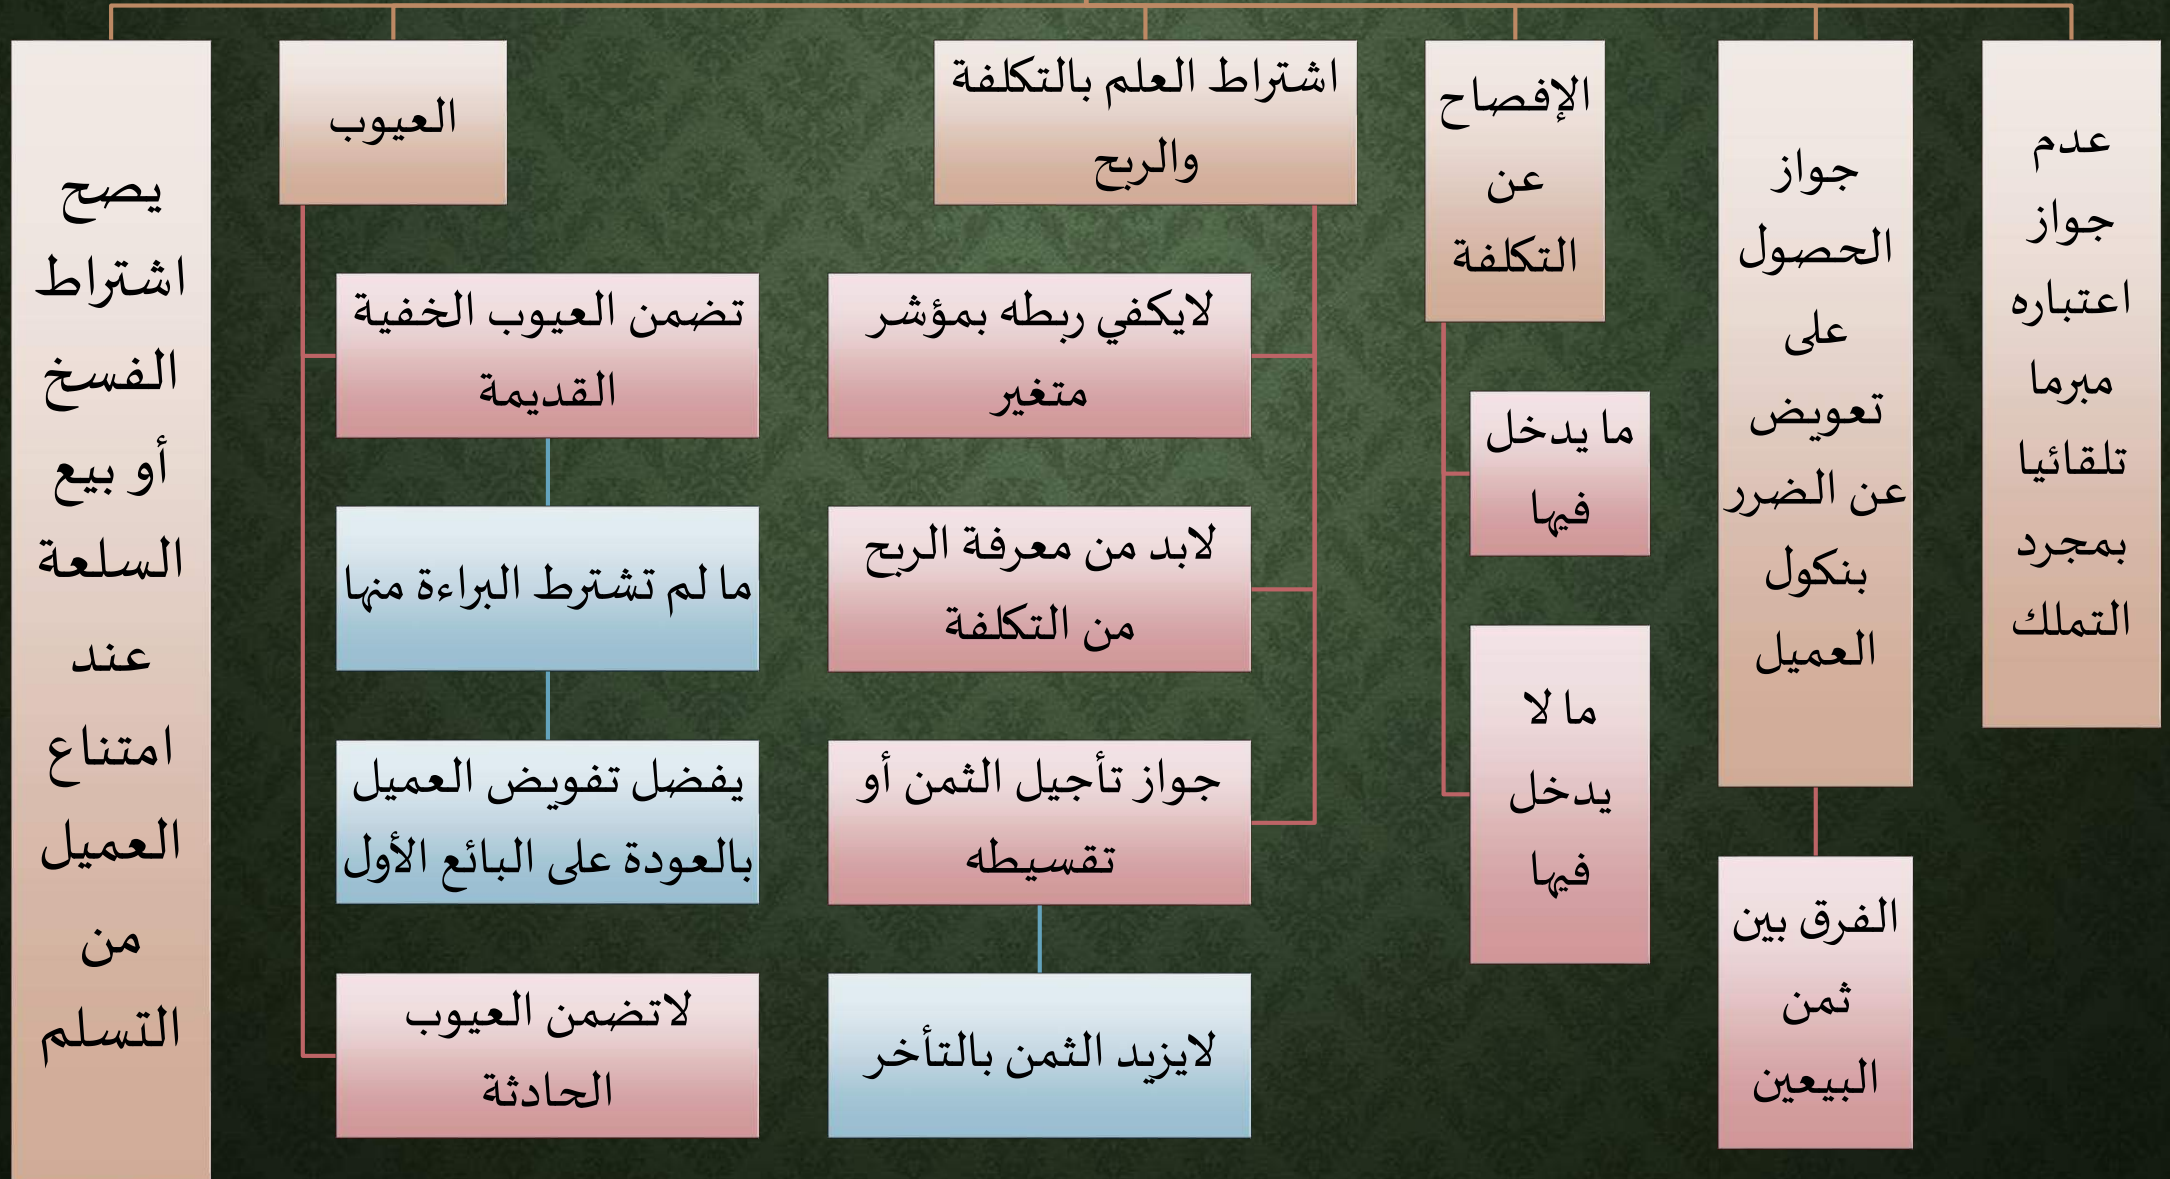 عدم
جواز
اعتباره
مبرما
تلقائيا
بمجرد
التملك
جواز
الحصول
على
تعويض
عن الضرر
بنكول
العميل
الفرق بين
ثمن
البيعين
الإفصاح
عن
التكلفة
ما يدخل
فيها
ما لا
يدخل
فيها
اشتراط العلم بالتكلفة
والربح
لايكفي ربطه بمؤشر
متغير
لابد من معرفة الربح
من التكلفة
جواز تأجيل الثمن أو
تقسيطه
لايزيد الثمن بالتأخر
العيوب
تضمن العيوب الخفية
القديمة
ما لم تشترط البراءة منها
يفضل تفويض العميل
بالعودة على البائع الأول
لاتضمن العيوب
الحادثة
يصح
اشتراط
الفسخ
أو بيع
السلعة
عند
امتناع
العميل
من
التسلم